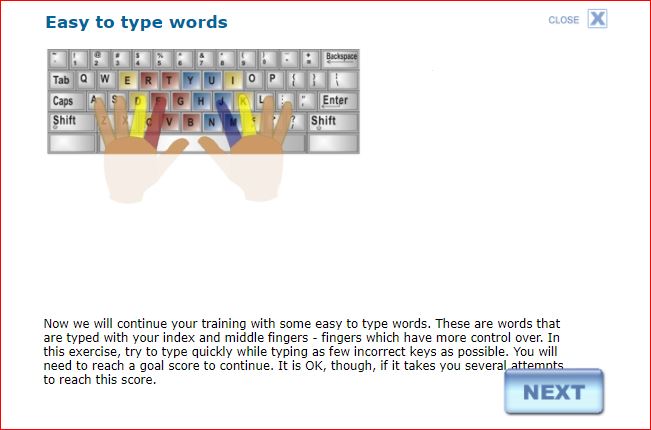 Easy to type words
CLOSE X
~ ! @ # $ % ^ & * ( ) - + Backspace
Tab Q W E R T Y U I O P { } \
Caps A S D F G H J K L : " Enter
Shift Z X C V B N M ? Shift
Now we will continue your training with some easy to type words. These are words that
are typed with your index and middle fingers - fingers which have more control over. In
this exercise, try to type quickly while typing as few incorrect keys as possible. You will
need to reach a goal score to continue. It is OK, though, if it takes you several attempts
to reach this score.
NEXT